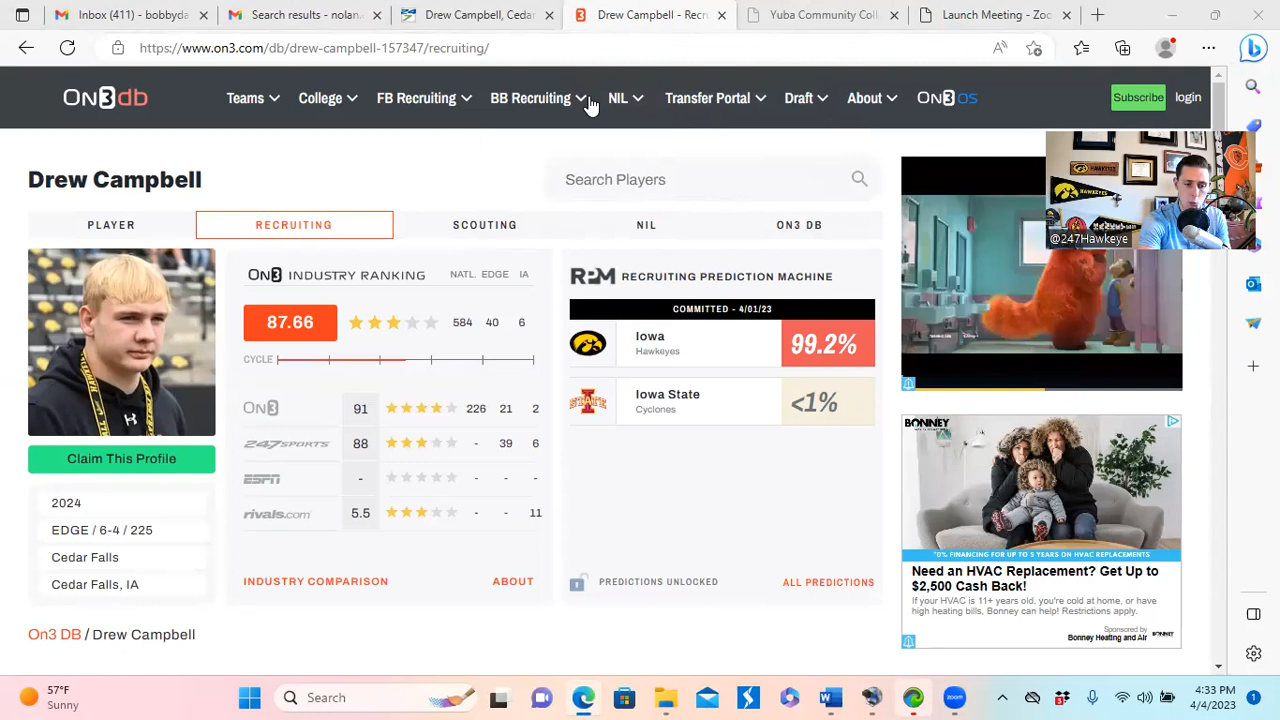 M Inbox (17) - bobbyda
M Search results - nolan
Drew Campbell, Cedar
Drew Campbell - Recr
Yuba Community Coll
Launch Meeting - Zoo
https://www.on3.com/db/drew-campbell-157347/recruiting/
On3db
Teams
College
FB Recruiting
BB Recruiting
NIL
Transfer Portal
Draft
About
On3 OS
Subscribe
login
Drew Campbell
Search Players
PLAYER
RECRUITING
SCOUTING
NIL
ON3 DB
@247Hawkeye
On3 INDUSTRY RANKING NATL. EDGE IA
87.66 584 40 6
CYCLE
On3 91 226 21 2
247SPORTS 88 - 39 6
ESPN - - - -
rivals.com 5.5 - - 11
INDUSTRY COMPARISON
ABOUT
RPM RECRUITING PREDICTION MACHINE
COMMITTED - 4/01/23
Iowa
Hawkeyes
99.2%
Iowa State
Cyclones
<1%
PREDICTIONS UNLOCKED
ALL PREDICTIONS
Claim This Profile
2024
EDGE / 6-4 / 225
Cedar Falls
Cedar Falls, IA
On3 DB / Drew Campbell
BONNEY
0% FINANCING FOR UP TO 5 YEARS ON HVAC REPLACEMENTS
Need an HVAC Replacement? Get Up to
$2,500 Cash Back!
If your HVAC is 11+ years old, you're cold at home, or have
high heating bills, Bonney can help! Restrictions apply.
Sponsored by
Bonney Heating and Air
BONNEY
57°F
Sunny
Search
4:33 PM
4/4/2023